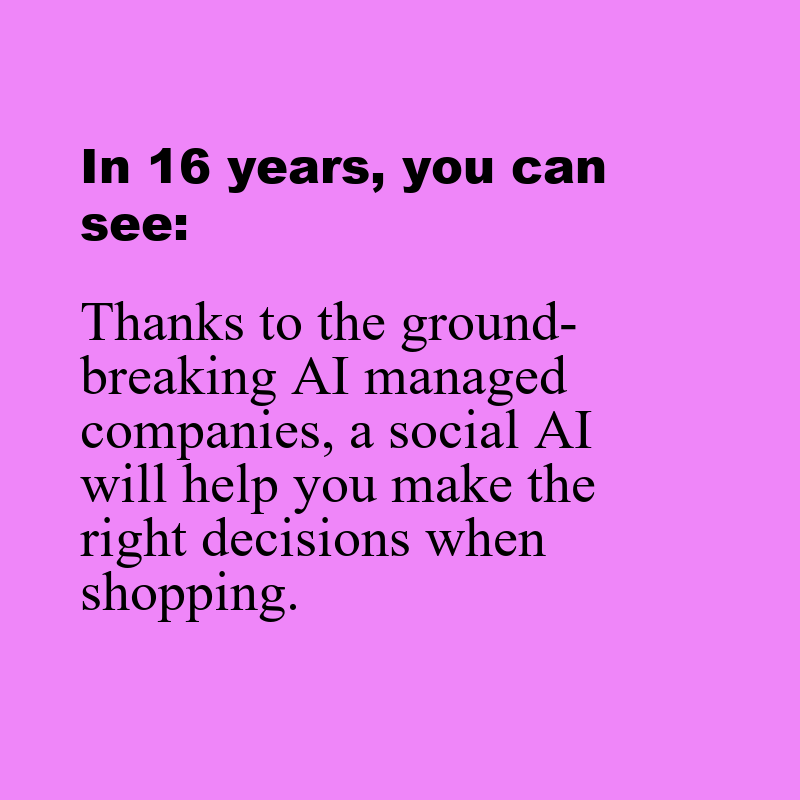 In 16 years, you can
see:
Thanks to the ground-
breaking AI managed
companies, a social AI
will help you make the
right decisions when
shopping.